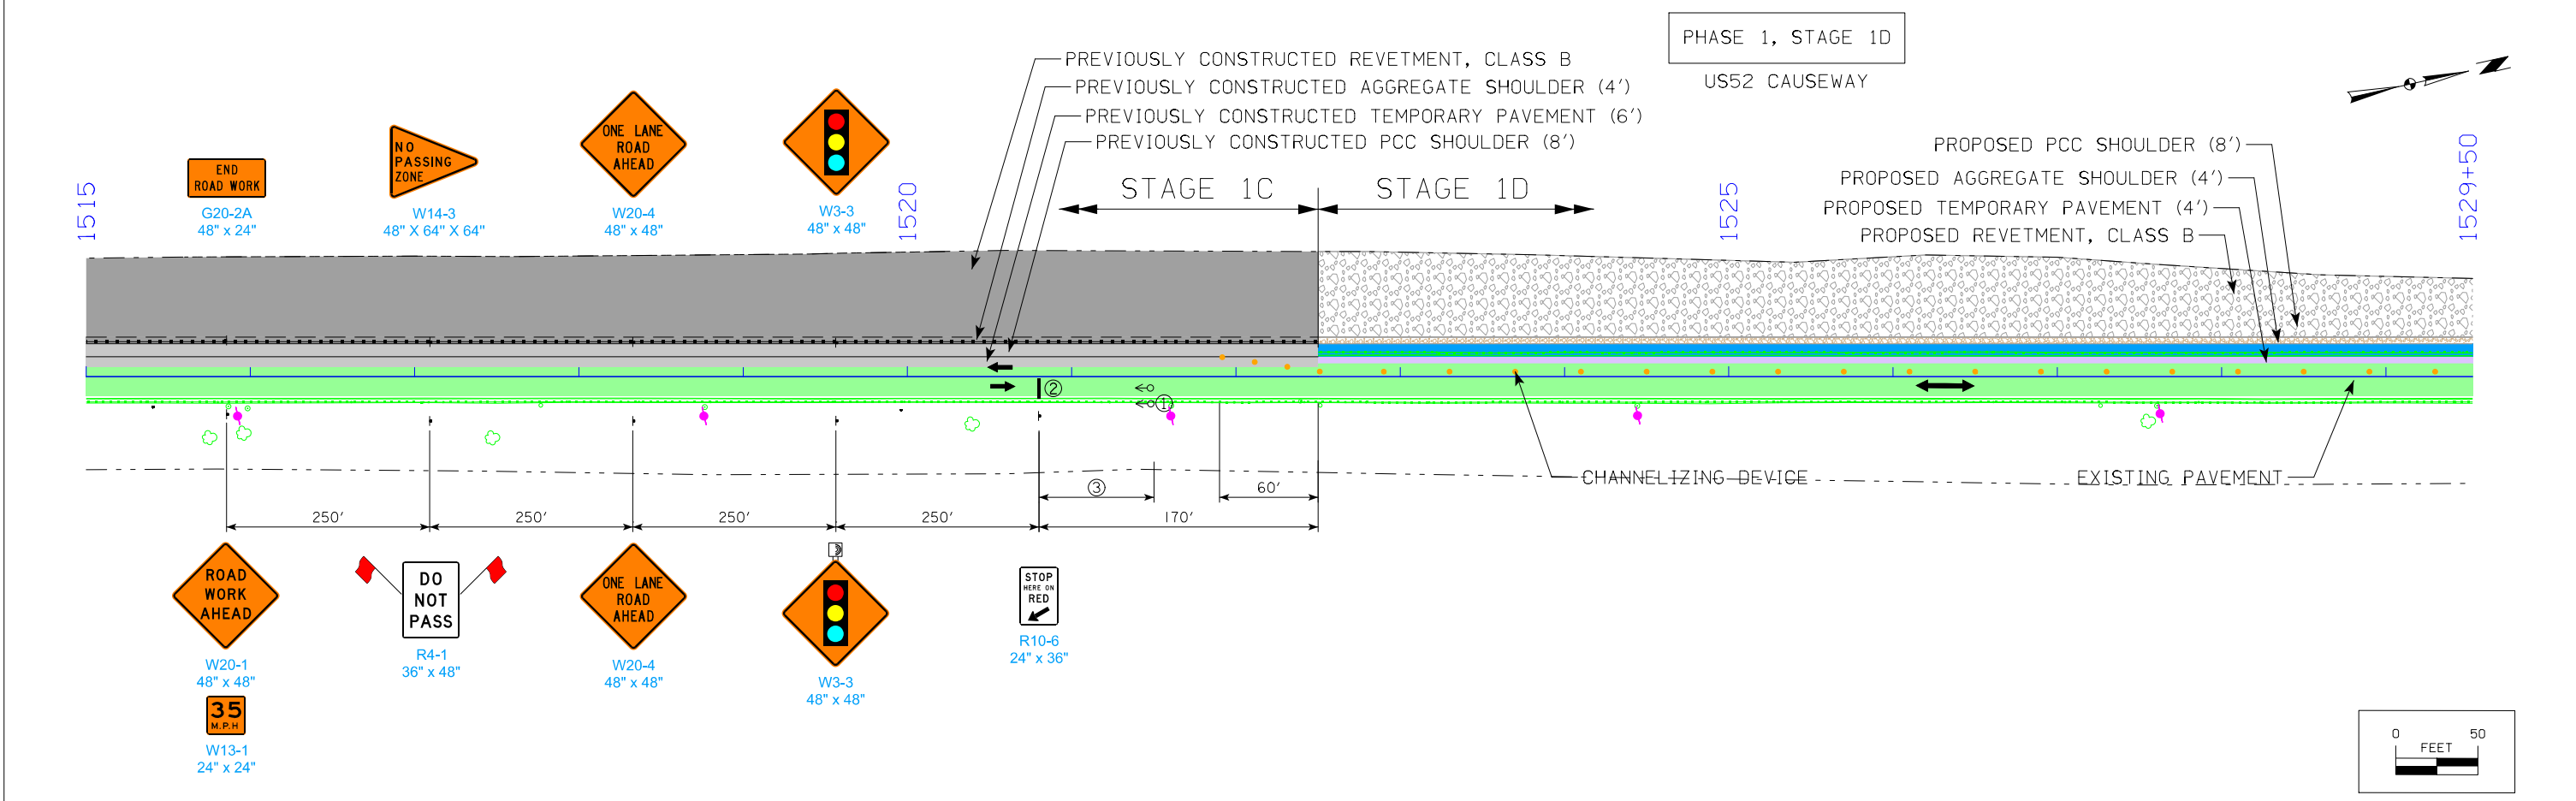 PHASE 1, STAGE 1D
US52 CAUSEWAY
PREVIOUSLY CONSTRUCTED REVETMENT, CLASS B
PREVIOUSLY CONSTRUCTED AGGREGATE SHOULDER (4')
PREVIOUSLY CONSTRUCTED TEMPORARY PAVEMENT (6')
PREVIOUSLY CONSTRUCTED PCC SHOULDER (8')
PROPOSED PCC SHOULDER (8')
PROPOSED AGGREGATE SHOULDER (4')
PROPOSED TEMPORARY PAVEMENT (4')
PROPOSED REVETMENT, CLASS B
STAGE 1C
STAGE 1D
1515
1520
1525
1529+50
END
ROAD WORK
G20-2A
48" x 24"
NO
PASSING
ZONE
W14-3
48" X 64" X 64"
ONE LANE
ROAD
AHEAD
W20-4
48" x 48"
W3-3
48" x 48"
2
1
CHANNELIZING DEVICE
EXISTING PAVEMENT
3
60'
250'
250'
250'
250'
170'
ROAD
WORK
AHEAD
W20-1
48" x 48"
35
M.P.H
W13-1
24" x 24"
DO
NOT
PASS
R4-1
36" x 48"
ONE LANE
ROAD
AHEAD
W20-4
48" x 48"
W3-3
48" x 48"
STOP
HERE ON
RED
R10-6
24" x 36"
0 50
FEET